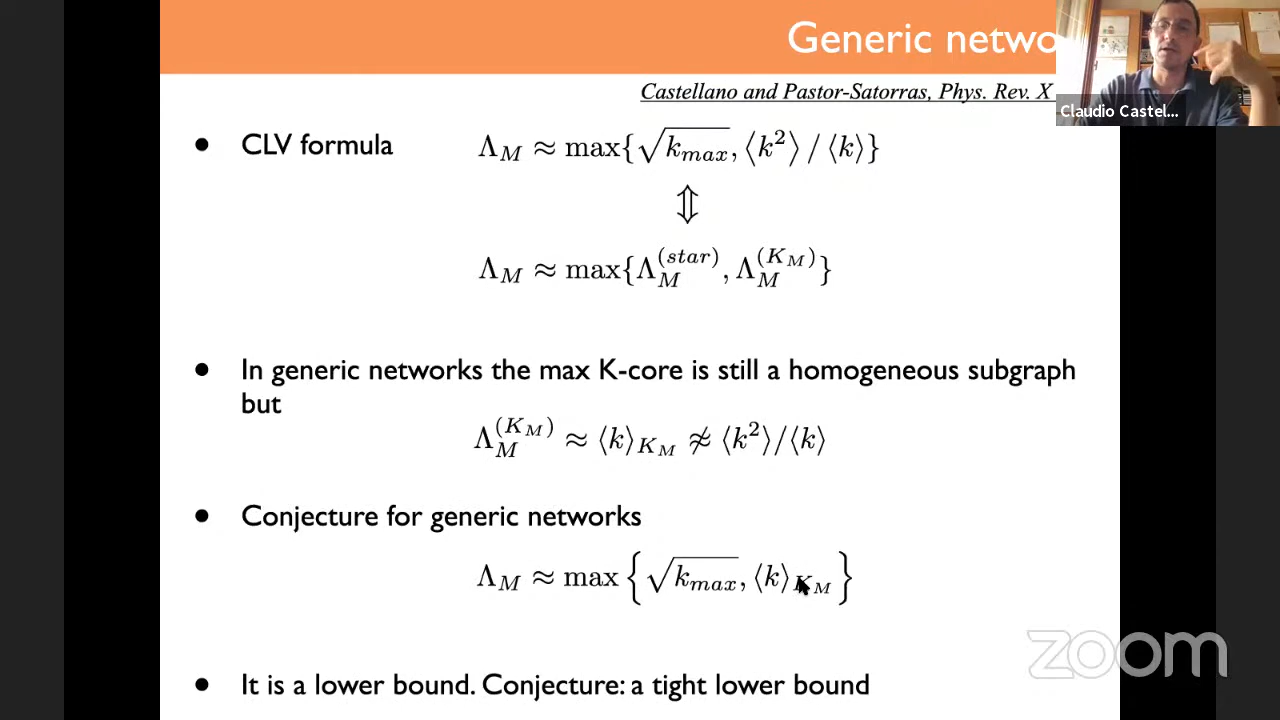 Generic netwo
Castellano and Pastor-Satorras, Phys. Rev. X
Claudio Castel...
• CLV formula Λ_M ≈ max{√k_max, ⟨k²⟩ / ⟨k⟩}
⇕
Λ_M ≈ max{Λ_M^(star), Λ_M^(K_M)}
• In generic networks the max K-core is still a homogeneous subgraph
but
Λ_M^(K_M) ≈ ⟨k⟩_K_M ≉ ⟨k²⟩/⟨k⟩
• Conjecture for generic networks
Λ_M ≈ max {√k_max, ⟨k⟩_K_M}
zoom
• It is a lower bound. Conjecture: a tight lower bound